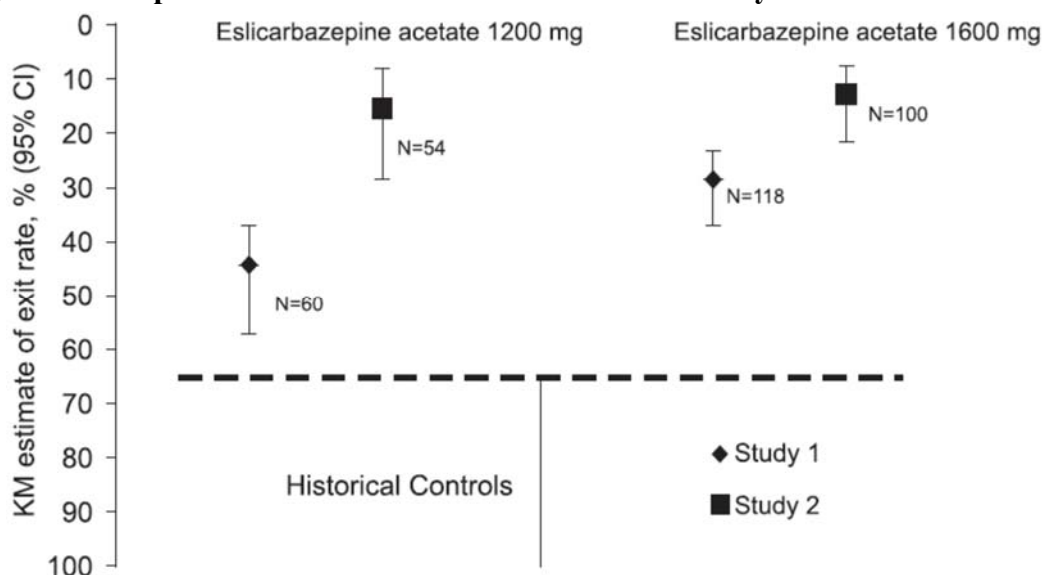 Eslicarbazepine acetate 1200 mg
Eslicarbazepine acetate 1600 mg
KM estimate of exit rate, % (95% CI)
0
10
20
30
40
50
60
70
80
90
100
N=54
N=100
N=118
N=60
Study 1
Historical Controls
Study 2